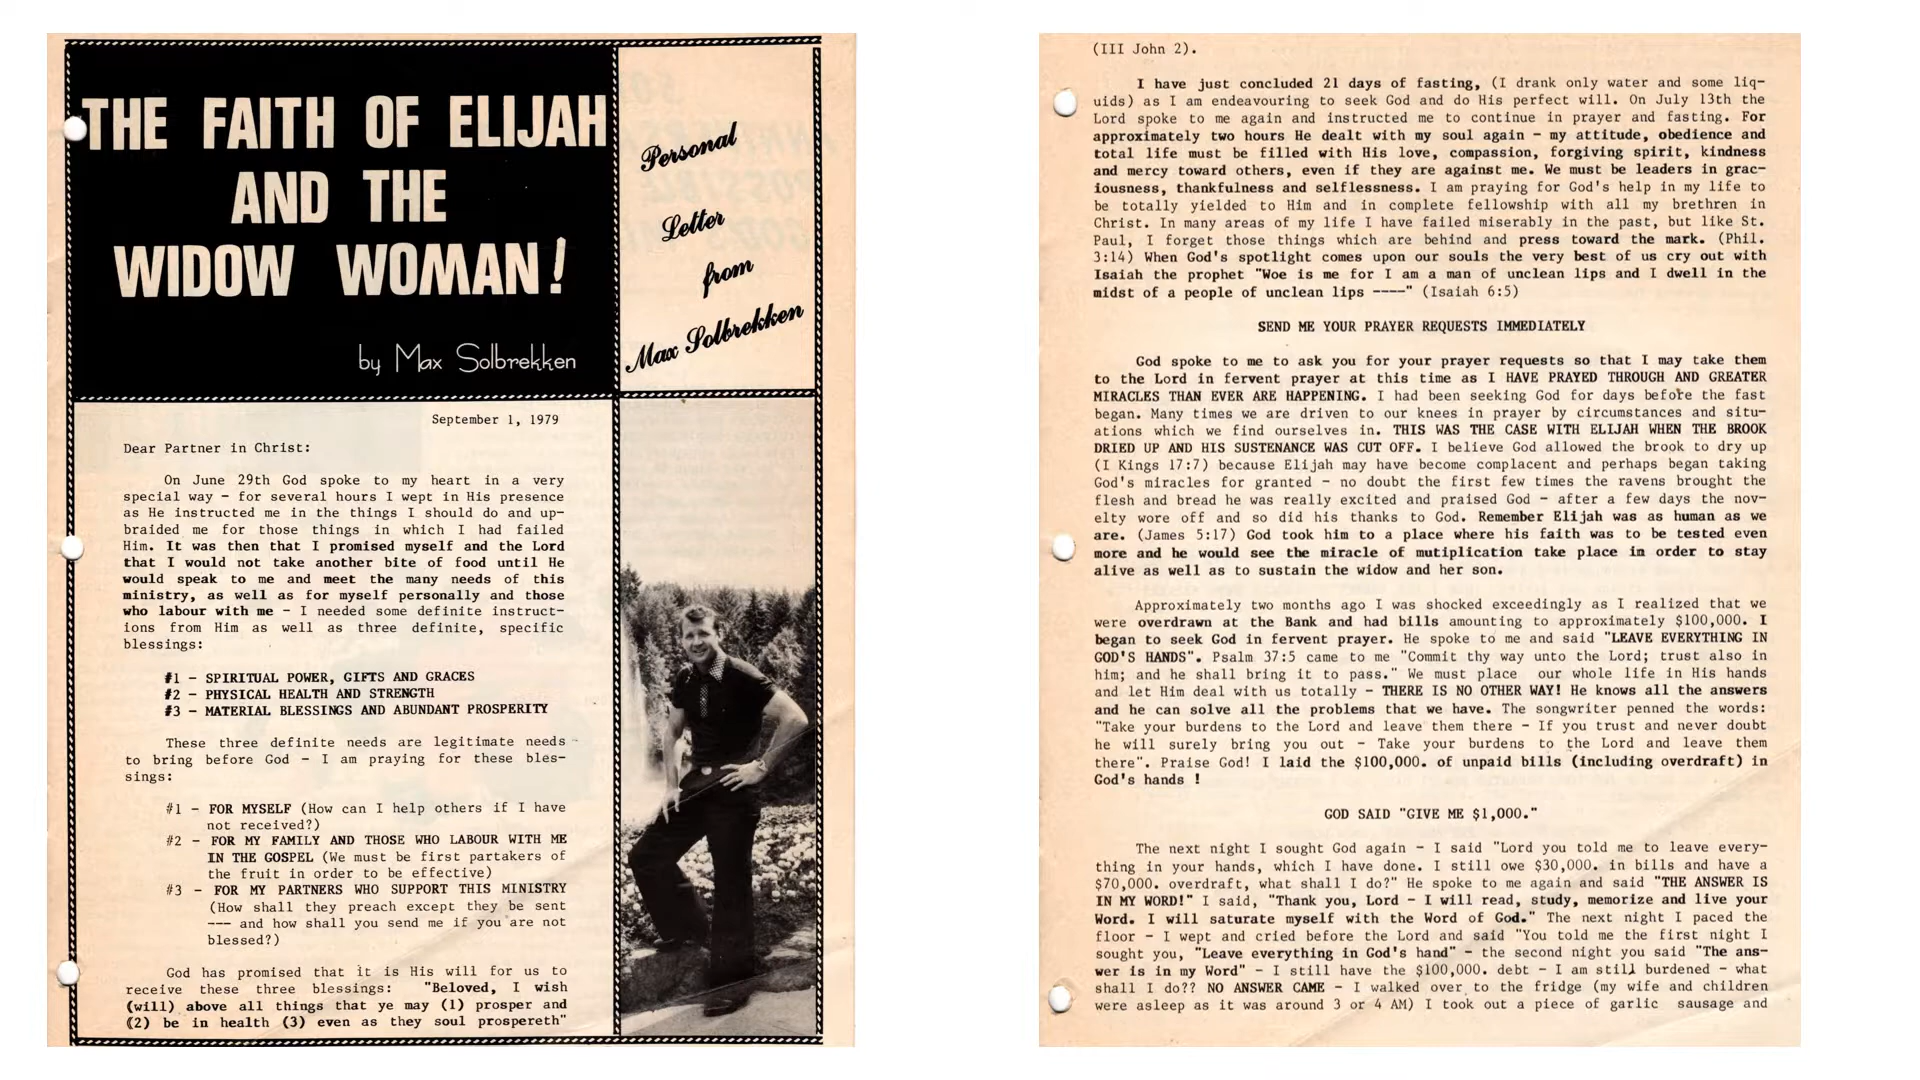 THE FAITH OF ELIJAH
AND THE
WIDOW WOMAN!
by Max Solbrekken
Personal
Letter
from
Max Solbrekken
September 1, 1979
Dear Partner in Christ:
On June 29th God spoke to my heart in a very
special way - for several hours I wept in His presence
as He instructed me in the things I should do and up-
braided me for those things in which I had failed
Him. It was then that I promised myself and the Lord
that I would not take another bite of food until He
would speak to me and meet the many needs of this
ministry, as well as for myself personally and those
who labour with me - I needed some definite instruct-
ions from Him as well as three definite, specific
blessings:
#1 - SPIRITUAL POWER, GIFTS AND GRACES
#2 - PHYSICAL HEALTH AND STRENGTH
#3 - MATERIAL BLESSINGS AND ABUNDANT PROSPERITY
These three definite needs are legitimate needs
to bring before God - I am praying for these bles-
sings:
#1 - FOR MYSELF (How can I help others if I have
not received?)
#2 - FOR MY FAMILY AND THOSE WHO LABOUR WITH ME
IN THE GOSPEL (We must be first partakers of
the fruit in order to be effective)
#3 - FOR MY PARTNERS WHO SUPPORT THIS MINISTRY
(How shall they preach except they be sent
--- and how shall you send me if you are not
blessed?)
God has promised that it is His will for us to
receive these three blessings: "Beloved, I wish
(will) above all things that ye may (1) prosper and
(2) be in health (3) even as they soul prospereth"
(III John 2).
I have just concluded 21 days of fasting, (I drank only water and some liq-
uids) as I am endeavouring to seek God and do His perfect will. On July 13th the
Lord spoke to me again and instructed me to continue in prayer and fasting. For
approximately two hours He dealt with my soul again - my attitude, obedience and
total life must be filled with His love, compassion, forgiving spirit, kindness
and mercy toward others, even if they are against me. We must be leaders in grac-
iousness, thankfulness and selflessness. I am praying for God's help in my life to
be totally yielded to Him and in complete fellowship with all my brethren in
Christ. In many areas of my life I have failed miserably in the past, but like St.
Paul, I forget those things which are behind and press toward the mark. (Phil.
3:14) When God's spotlight comes upon our souls the very best of us cry out with
Isaiah the prophet "Woe is me for I am a man of unclean lips and I dwell in the
midst of a people of unclean lips ----" (Isaiah 6:5)
SEND ME YOUR PRAYER REQUESTS IMMEDIATELY
God spoke to me to ask you for your prayer requests so that I may take them
to the Lord in fervent prayer at this time as I HAVE PRAYED THROUGH AND GREATER
MIRACLES THAN EVER ARE HAPPENING. I had been seeking God for days before the fast
began. Many times we are driven to our knees in prayer by circumstances and situ-
ations which we find ourselves in. THIS WAS THE CASE WITH ELIJAH WHEN THE BROOK
DRIED UP AND HIS SUSTENANCE WAS CUT OFF. I believe God allowed the brook to dry up
(I Kings 17:7) because Elijah may have become complacent and perhaps began taking
God's miracles for granted - no doubt the first few times the ravens brought the
flesh and bread he was really excited and praised God - after a few days the nov-
elty wore off and so did his thanks to God. Remember Elijah was as human as we
are. (James 5:17) God took him to a place where his faith was to be tested even
more and he would see the miracle of mutiplication take place in order to stay
alive as well as to sustain the widow and her son.
Approximately two months ago I was shocked exceedingly as I realized that we
were overdrawn at the Bank and had bills amounting to approximately $100,000. I
began to seek God in fervent prayer. He spoke to me and said "LEAVE EVERYTHING IN
GOD'S HANDS". Psalm 37:5 came to me "Commit thy way unto the Lord; trust also in
him; and he shall bring it to pass." We must place our whole life in His hands
and let Him deal with us totally - THERE IS NO OTHER WAY! He knows all the answers
and he can solve all the problems that we have. The songwriter penned the words:
"Take your burdens to the Lord and leave them there - If you trust and never doubt
he will surely bring you out - Take your burdens to the Lord and leave them
there". Praise God! I laid the $100,000. of unpaid bills (including overdraft) in
God's hands !
GOD SAID "GIVE ME $1,000."
The next night I sought God again - I said "Lord you told me to leave every-
thing in your hands, which I have done. I still owe $30,000. in bills and have a
$70,000. overdraft, what shall I do?" He spoke to me again and said "THE ANSWER IS
IN MY WORD!" I said, "Thank you, Lord - I will read, study, memorize and live your
Word. I will saturate myself with the Word of God." The next night I paced the
floor - I wept and cried before the Lord and said "You told me the first night I
sought you, "Leave everything in God's hand" - the second night you said "The ans-
wer is in my Word" - I still have the $100,000. debt - I am still burdened - what
shall I do?? NO ANSWER CAME - I walked over to the fridge (my wife and children
were asleep as it was around 3 or 4 AM) I took out a piece of garlic sausage and